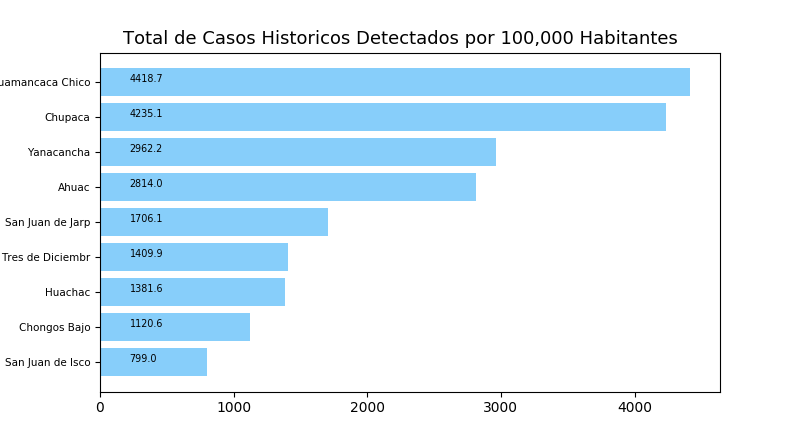 Total de Casos Historicos Detectados por 100,000 Habitantes
uamancaca Chico 4418.7
Chupaca 4235.1
Yanacancha 2962.2
Ahuac 2814.0
San Juan de Jarp 1706.1
Tres de Diciembr 1409.9
Huachac 1381.6
Chongos Bajo 1120.6
San Juan de Isco 799.0
0 1000 2000 3000 4000